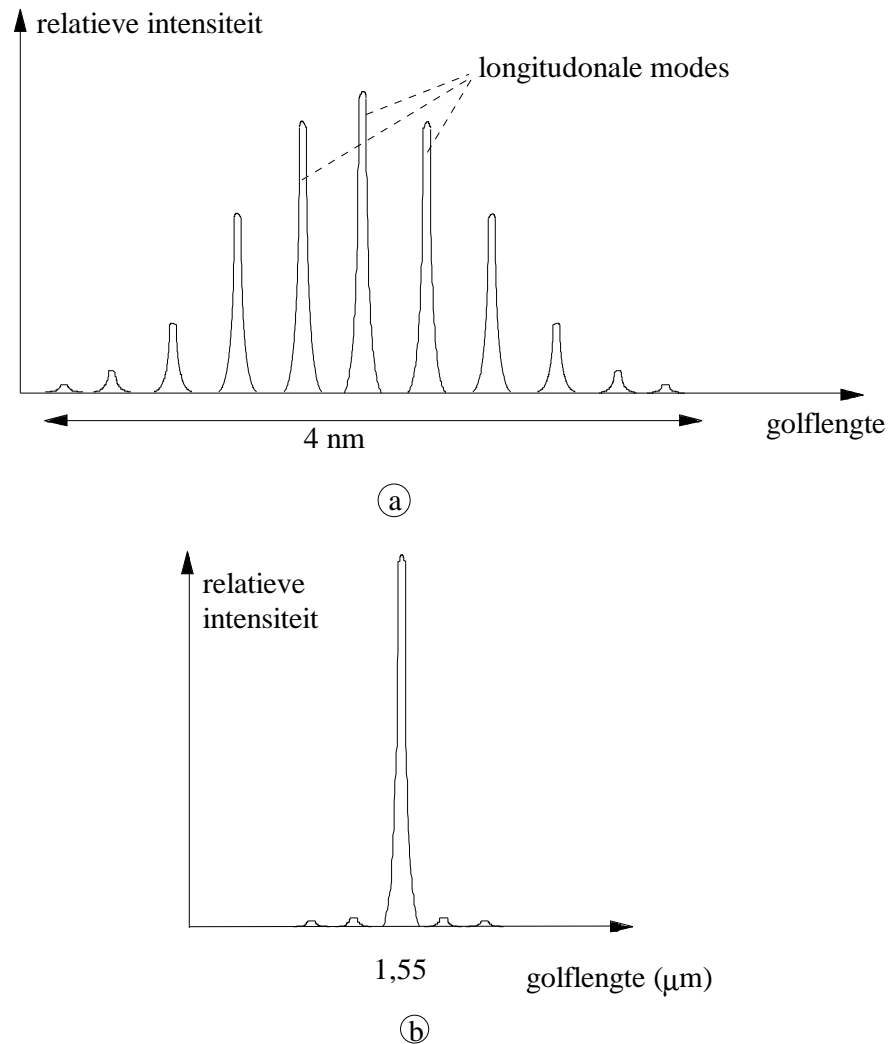 relatieve intensiteit
longitudonale modes
4 nm
golflengte
a
relatieve
intensiteit
1,55
golflengte (μm)
b